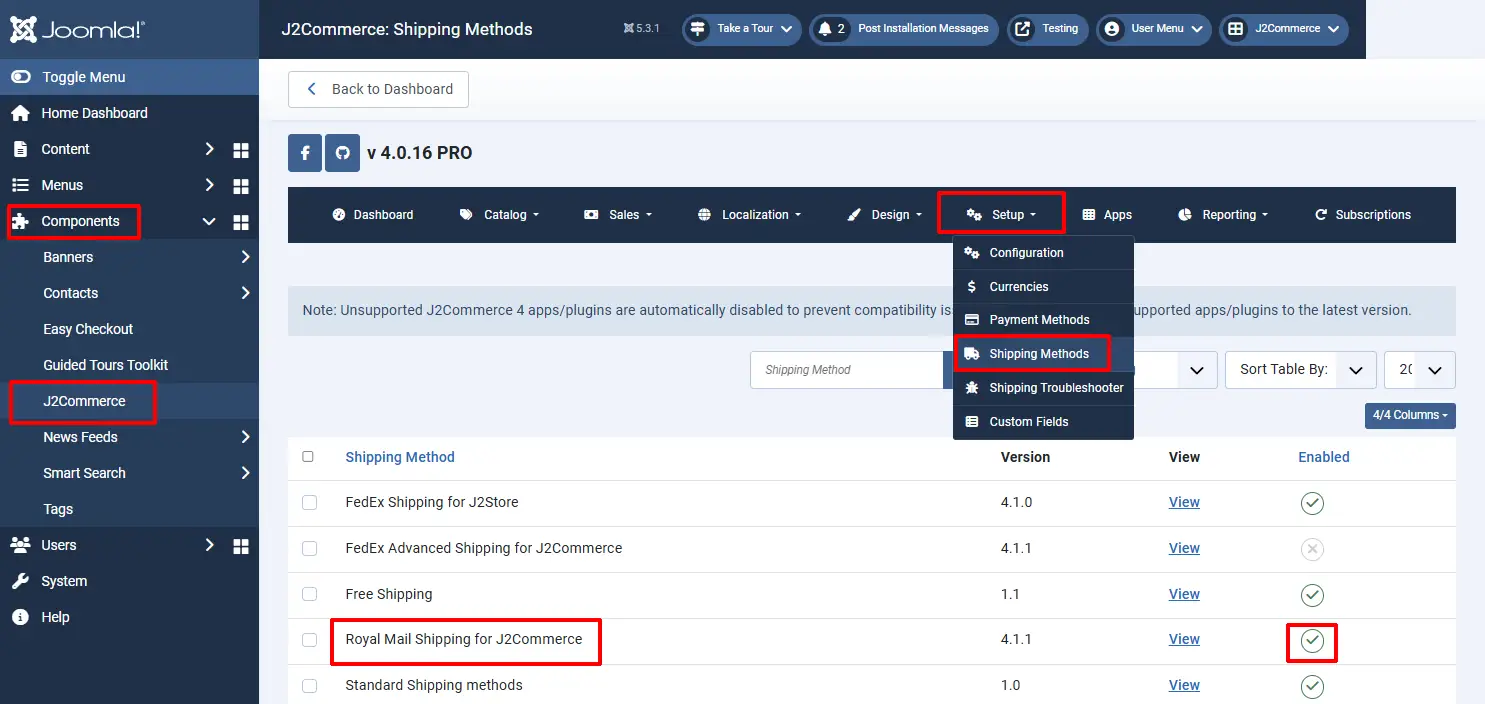 Joomla!
J2Commerce: Shipping Methods
5.3.1
Take a Tour
2 Post Installation Messages
Testing
User Menu
J2Commerce
Toggle Menu
Home Dashboard
Content
Menus
Components
Banners
Contacts
Easy Checkout
Guided Tours Toolkit
J2Commerce
News Feeds
Smart Search
Tags
Users
System
Help
Back to Dashboard
v 4.0.16 PRO
Dashboard Catalog Sales Localization Design Setup Apps Reporting Subscriptions
Configuration
Currencies
Payment Methods
Shipping Methods
Shipping Troubleshooter
Custom Fields
Note: Unsupported J2Commerce 4 apps/plugins are automatically disabled to prevent compatibility upported apps/plugins to the latest version.
Shipping Method
Sort Table By:
4/4 Columns
Shipping Method Version View Enabled
FedEx Shipping for J2Store 4.1.0 View
FedEx Advanced Shipping for J2Commerce 4.1.1 View
Free Shipping 1.1 View
Royal Mail Shipping for J2Commerce 4.1.1 View
Standard Shipping methods 1.0 View